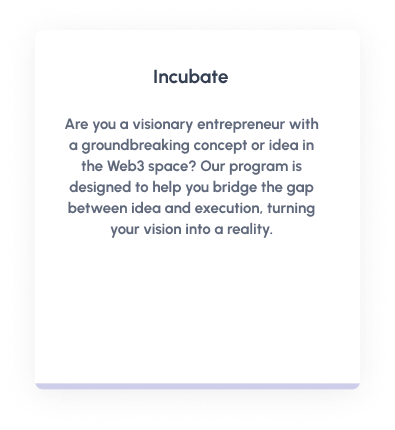 Incubate
Are you a visionary entrepreneur with
a groundbreaking concept or idea in
the Web3 space? Our program is
designed to help you bridge the gap
between idea and execution, turning
your vision into a reality.